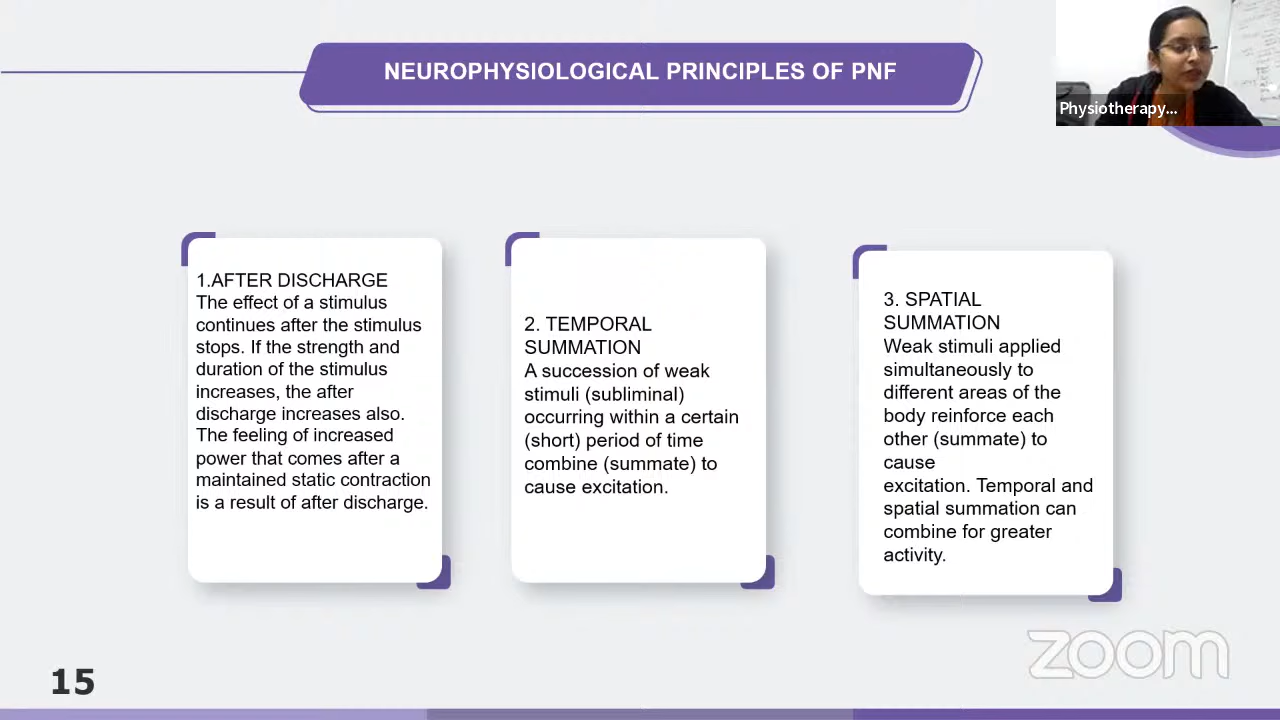 NEUROPHYSIOLOGICAL PRINCIPLES OF PNF
Physiotherapy...
1.AFTER DISCHARGE
The effect of a stimulus
continues after the stimulus
stops. If the strength and
duration of the stimulus
increases, the after
discharge increases also.
The feeling of increased
power that comes after a
maintained static contraction
is a result of after discharge.
2. TEMPORAL
SUMMATION
A succession of weak
stimuli (subliminal)
occurring within a certain
(short) period of time
combine (summate) to
cause excitation.
3. SPATIAL
SUMMATION
Weak stimuli applied
simultaneously to
different areas of the
body reinforce each
other (summate) to
cause
excitation. Temporal and
spatial summation can
combine for greater
activity.
zoom
15